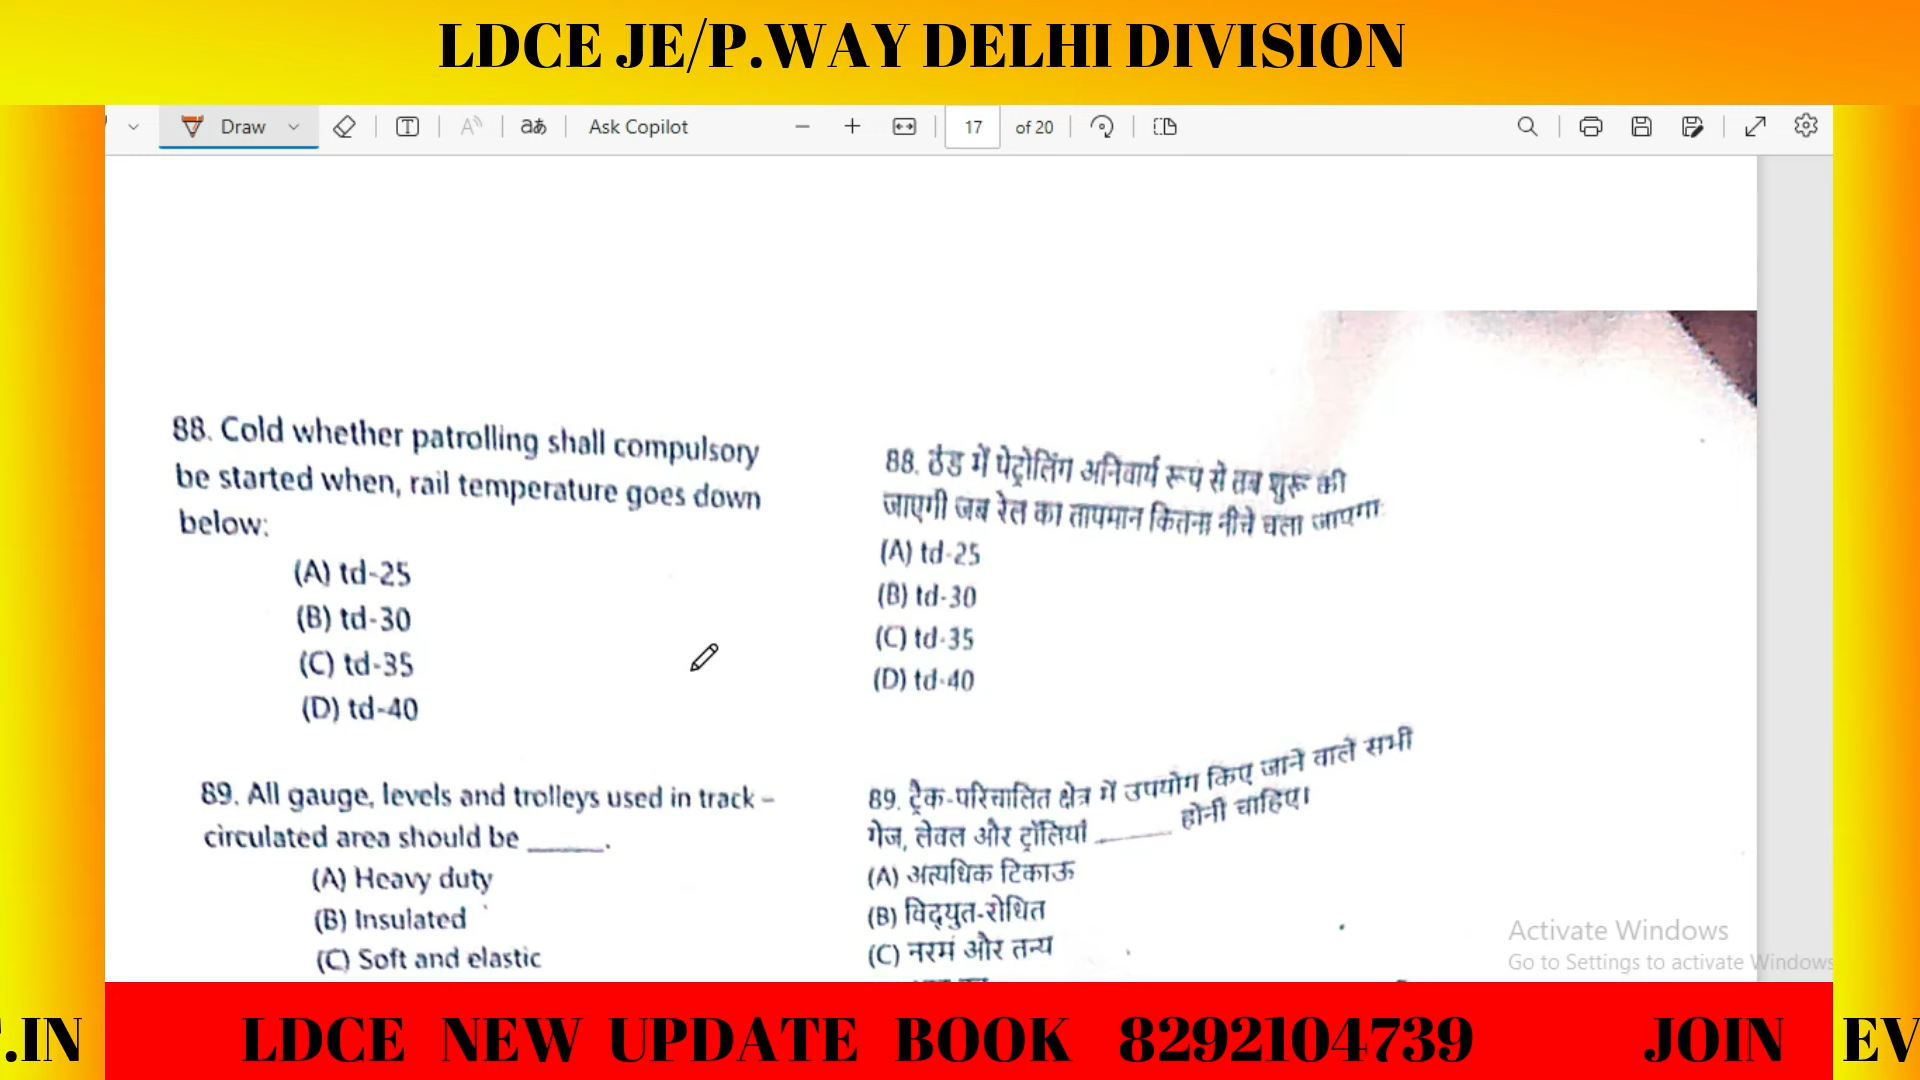 LDCE JE/P.WAY DELHI DIVISION
Draw
Ask Copilot
17 of 20
88. Cold whether patrolling shall compulsory
be started when, rail temperature goes down
below:
(A) td-25
(B) td-30
(C) td-35
(D) td-40
89. All gauge, levels and trolleys used in track –
circulated area should be _____.
(A) Heavy duty
(B) Insulated
(C) Soft and elastic
88. ठंड में पेट्रोलिंग अनिवार्य रूप से तब शुरू की
जाएगी जब रेल का तापमान कितना नीचे चला जाएगा:
(A) td-25
(B) td-30
(C) td-35
(D) td-40
89. ट्रैक-परिचालित क्षेत्र में उपयोग किए जाने वाले सभी
गेज, लेवल और ट्रॉलियां _____ होनी चाहिए।
(A) अत्यधिक टिकाऊ
(B) विद्युत-रोधित
(C) नरम और तन्य
Activate Windows
Go to Settings to activate Windows
.IN LDCE NEW UPDATE BOOK 8292104739 JOIN EV